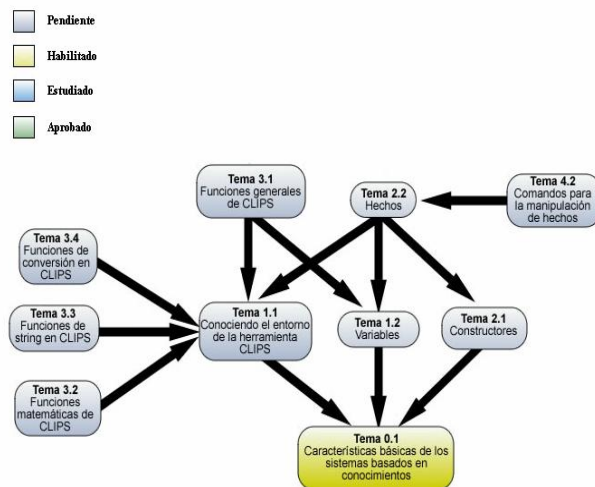 Pendiente
Habilitado
Estudiado
Aprobado
Tema 3.1
Funciones generales
de CLIPS
Tema 2.2
Hechos
Tema 4.2
Comandos para
la manipulación
de hechos
Tema 3.4
Funciones de
conversión en
CLIPS
Tema 3.3
Funciones de
string en CLIPS
Tema 3.2
Funciones
matemáticas de
CLIPS
Tema 1.1
Conociendo el entorno
de la herramienta
CLIPS
Tema 1.2
Variables
Tema 2.1
Constructores
Tema 0.1
Características básicas de los
sistemas basados en
conocimientos